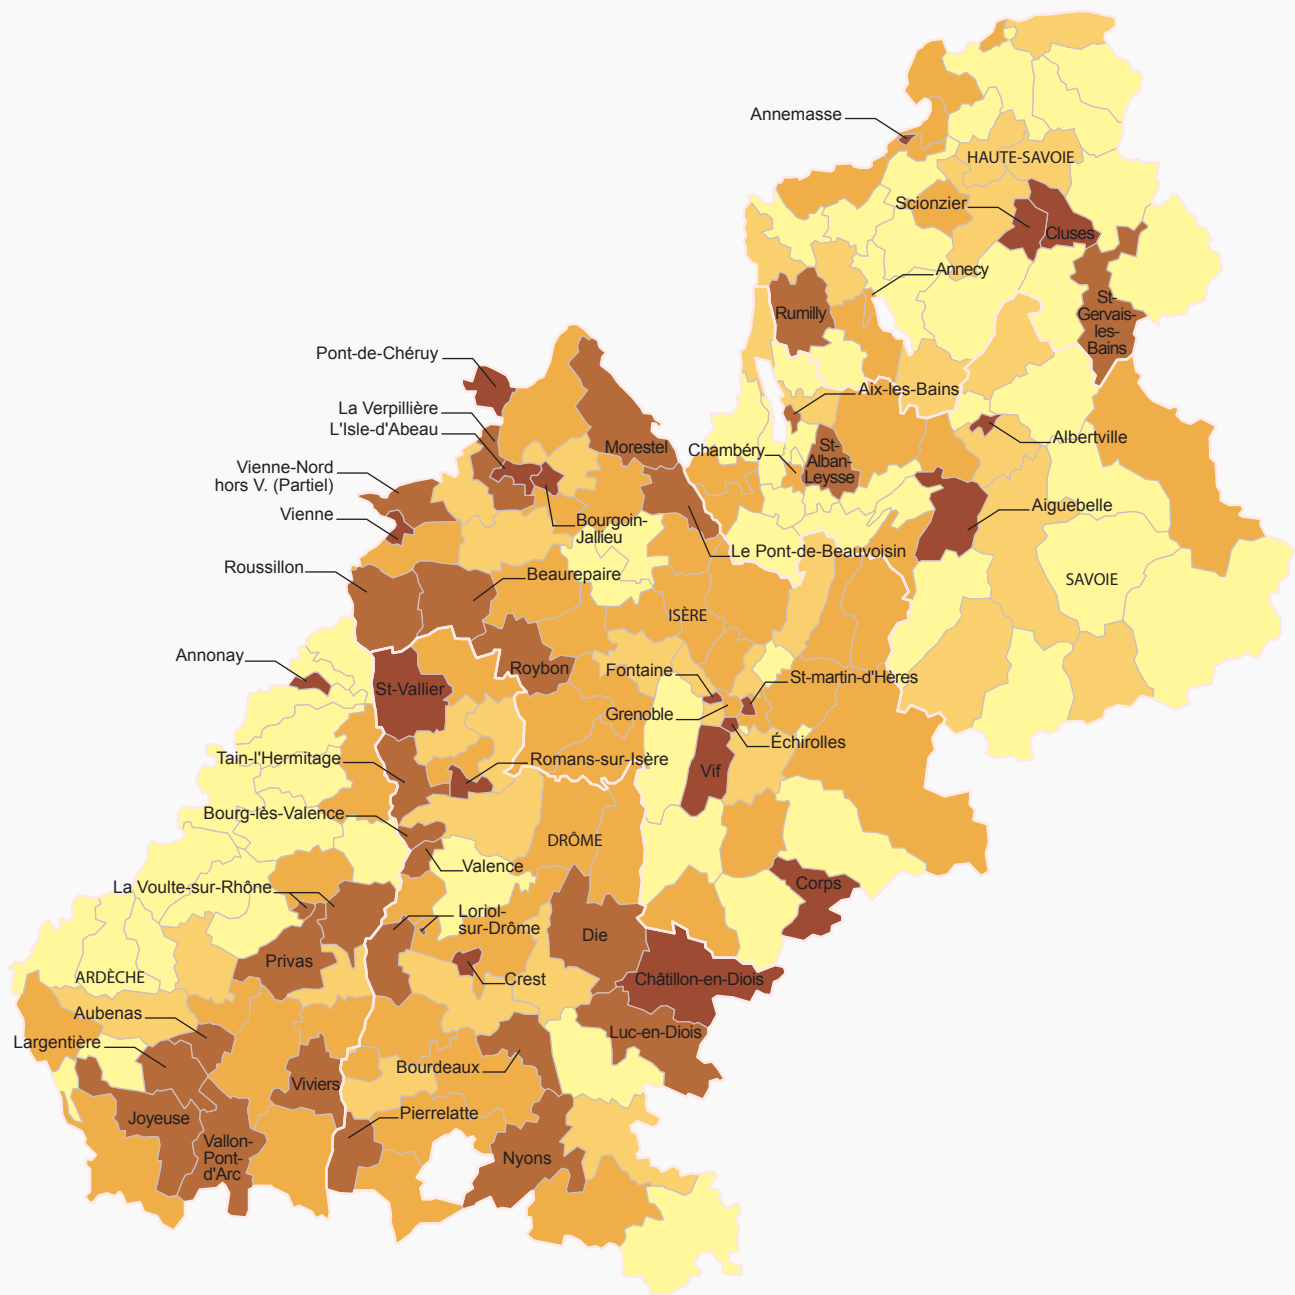 Annemasse
HAUTE-SAVOIE
Scionzier
Cluses
Annecy
St-
Gervais-
les-
Bains
Rumilly
Pont-de-Chéruy
Aix-les-Bains
La Verpillière
L'Isle-d'Abeau
Albertville
Morestel
Chambéry
St-
Alban-
Leysse
Vienne-Nord
hors V. (Partiel)
Aiguebelle
Vienne
Bourgoin-
Jallieu
Le Pont-de-Beauvoisin
Roussillon
Beaurepaire
SAVOIE
ISÈRE
Annonay
Roybon
Fontaine
St-martin-d'Hères
St-Vallier
Grenoble
Échirolles
Tain-l'Hermitage
Romans-sur-Isère
Vif
Bourg-lès-Valence
DRÔME
Valence
Corps
La Voulte-sur-Rhône
Loriol-
sur-Drôme
Die
Privas
ARDÈCHE
Crest
Châtillon-en-Diois
Aubenas
Luc-en-Diois
Largentière
Bourdeaux
Viviers
Joyeuse
Pierrelatte
Vallon-
Pont-
d'Arc
Nyons